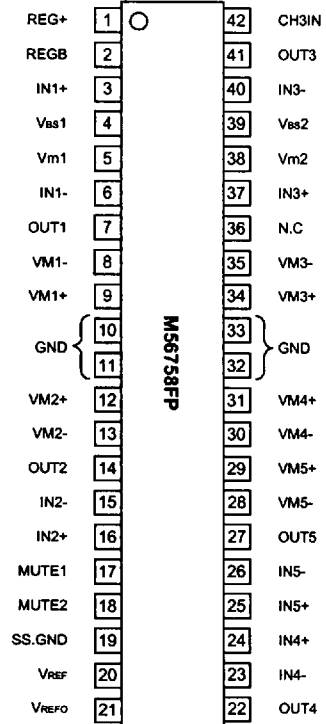 REG+ 1 42 CH3IN
REGB 2 41 OUT3
IN1+ 3 40 IN3-
VBS1 4 39 VBS2
Vm1 5 38 Vm2
IN1- 6 37 IN3+
OUT1 7 36 N.C
VM1- 8 35 VM3-
VM1+ 9 34 VM3+
GND 10 33 GND
11 32
M56758FP
VM2+ 12 31 VM4+
VM2- 13 30 VM4-
OUT2 14 29 VM5+
IN2- 15 28 VM5-
IN2+ 16 27 OUT5
MUTE1 17 26 IN5-
MUTE2 18 25 IN5+
SS.GND 19 24 IN4+
VREF 20 23 IN4-
VREFO 21 22 OUT4